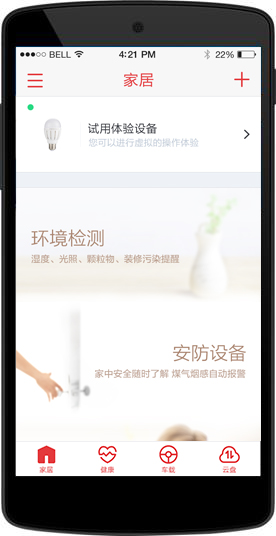 BELL 4:21 PM 22%
家居
试用体验设备
您可以进行虚拟的操作体验
环境检测
湿度、光照、颗粒物、装修污染提醒
安防设备
家中安全随时了解 煤气烟感自动报警
家居 健康 车载 云盘